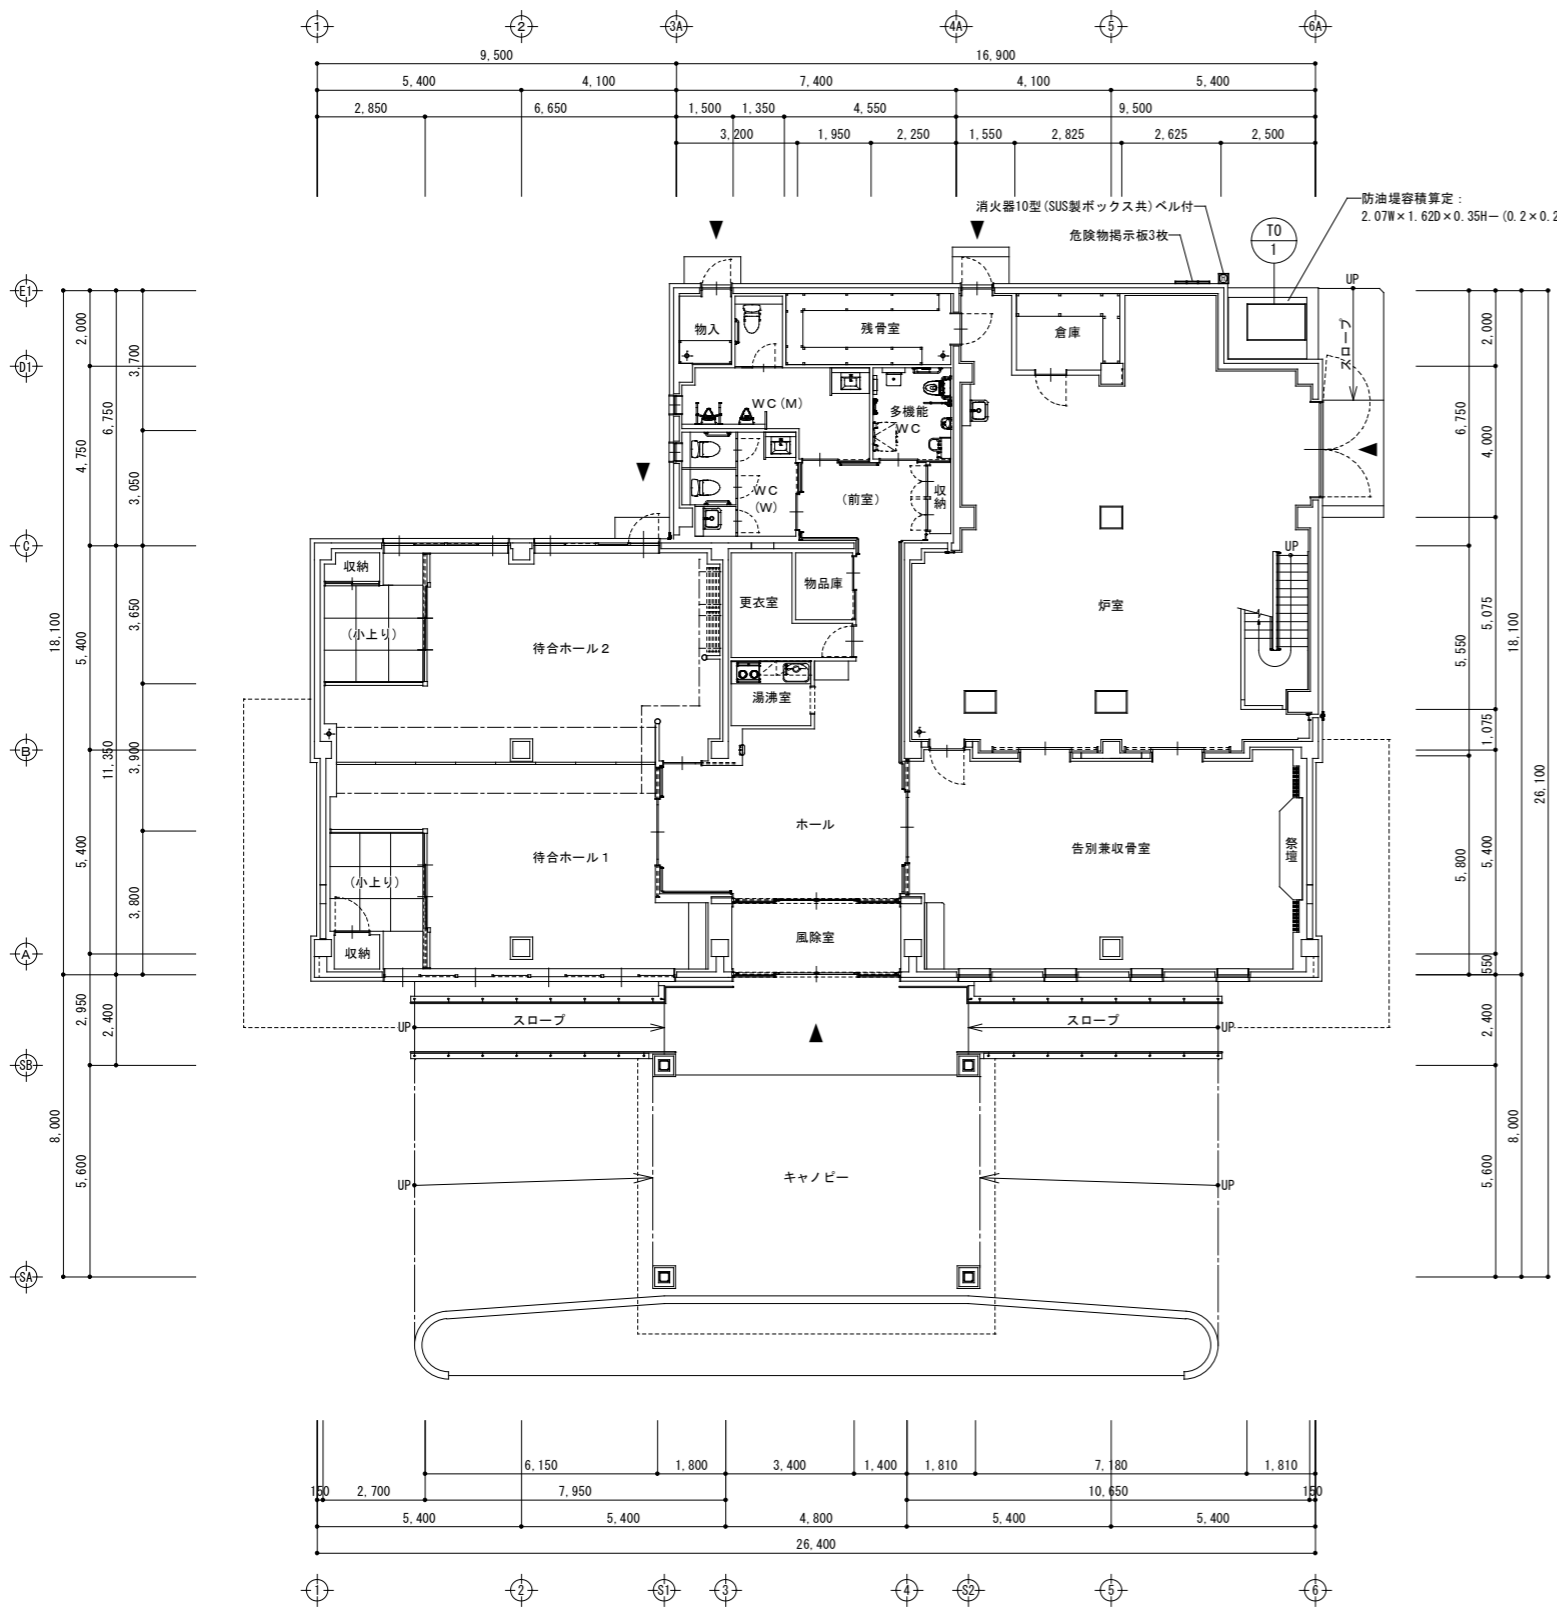 1 2 3A 4A 5 6A
9,500 16,900
5,400 4,100 7,400 4,100 5,400
2,850 6,650 1,500 1,350 4,550 9,500
3,200 1,950 2,250 1,550 2,825 2,625 2,500
消火器10型(SUS製ボックス共)ベル付
危険物掲示板3枚
TO
1
防油堤容積算定：
2.07W×1.62D×0.35H－(0.2×0.2
UP
スロープ
E1
D1
C
B
A
SB
SA
2,000
4,750
5,400
5,400
2,950
5,600
18,100
8,000
6,750
11,350
2,400
3,700
3,050
3,650
3,900
3,800
物入
残骨室
倉庫
WC(M)
多機能
WC
WC
(W)
(前室)
収納
収納
(小上り)
待合ホール2
更衣室
物品庫
湯沸室
炉室
UP
ホール
待合ホール1
(小上り)
収納
告別兼収骨室
祭壇
風除室
UP スロープ
スロープ UP
キャノピー
UP
UP
2,000
4,000
5,075
1,075
5,400
550
2,400
5,600
6,750
5,550
5,800
18,100
8,000
26,100
6,150 1,800 3,400 1,400 1,810 7,180 1,810
150 2,700 7,950 10,650 150
5,400 5,400 4,800 5,400 5,400
26,400
1 2 S1 3 4 S2 5 6